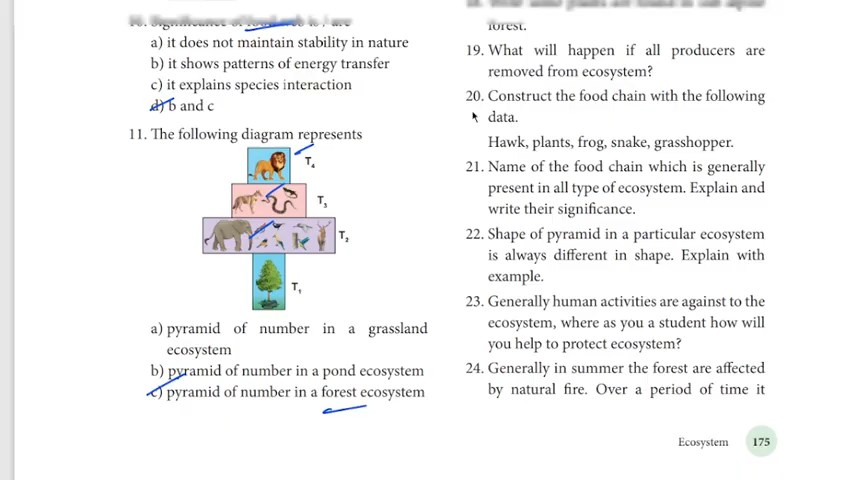 10. Significance of food web is / are
a) it does not maintain stability in nature
b) it shows patterns of energy transfer
c) it explains species interaction
d) b and c
11. The following diagram represents
T4
T3
T2
T1
a) pyramid of number in a grassland
ecosystem
b) pyramid of number in a pond ecosystem
c) pyramid of number in a forest ecosystem
forest.
19. What will happen if all producers are
removed from ecosystem?
20. Construct the food chain with the following
data.
Hawk, plants, frog, snake, grasshopper.
21. Name of the food chain which is generally
present in all type of ecosystem. Explain and
write their significance.
22. Shape of pyramid in a particular ecosystem
is always different in shape. Explain with
example.
23. Generally human activities are against to the
ecosystem, where as you a student how will
you help to protect ecosystem?
24. Generally in summer the forest are affected
by natural fire. Over a period of time it
Ecosystem 175